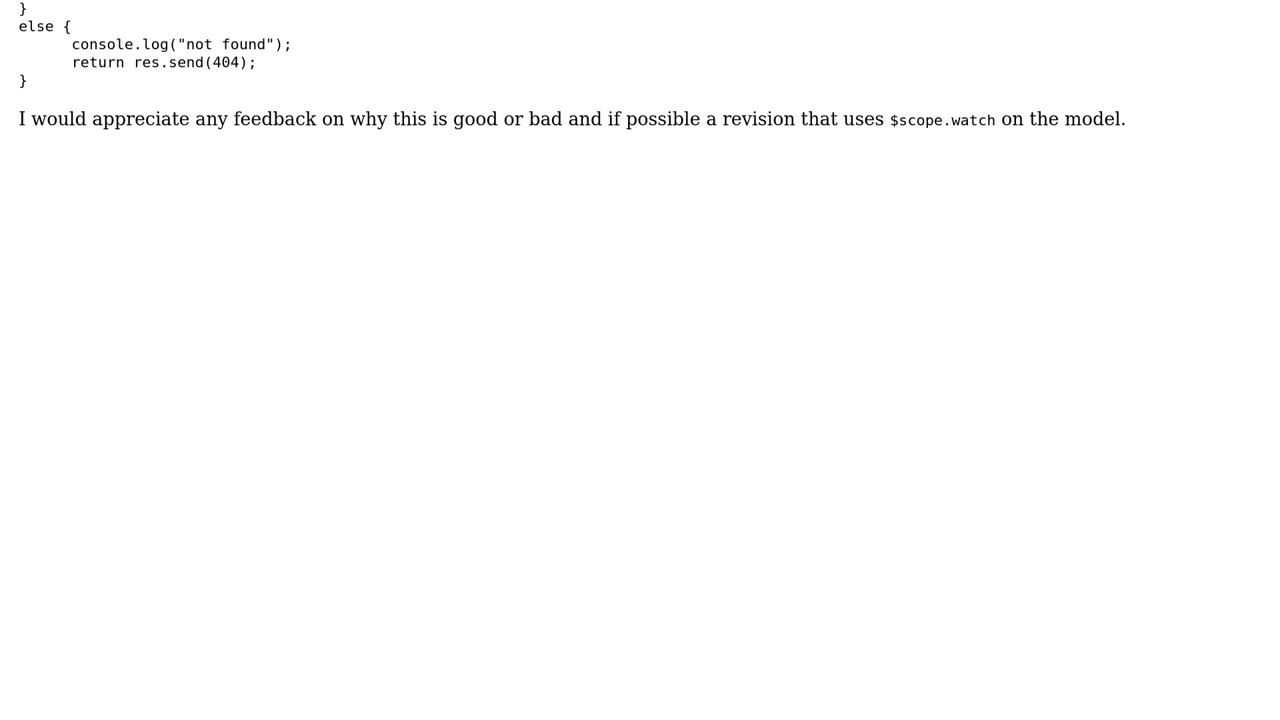 }
else {
      console.log("not found");
      return res.send(404);
}
I would appreciate any feedback on why this is good or bad and if possible a revision that uses $scope.watch on the model.